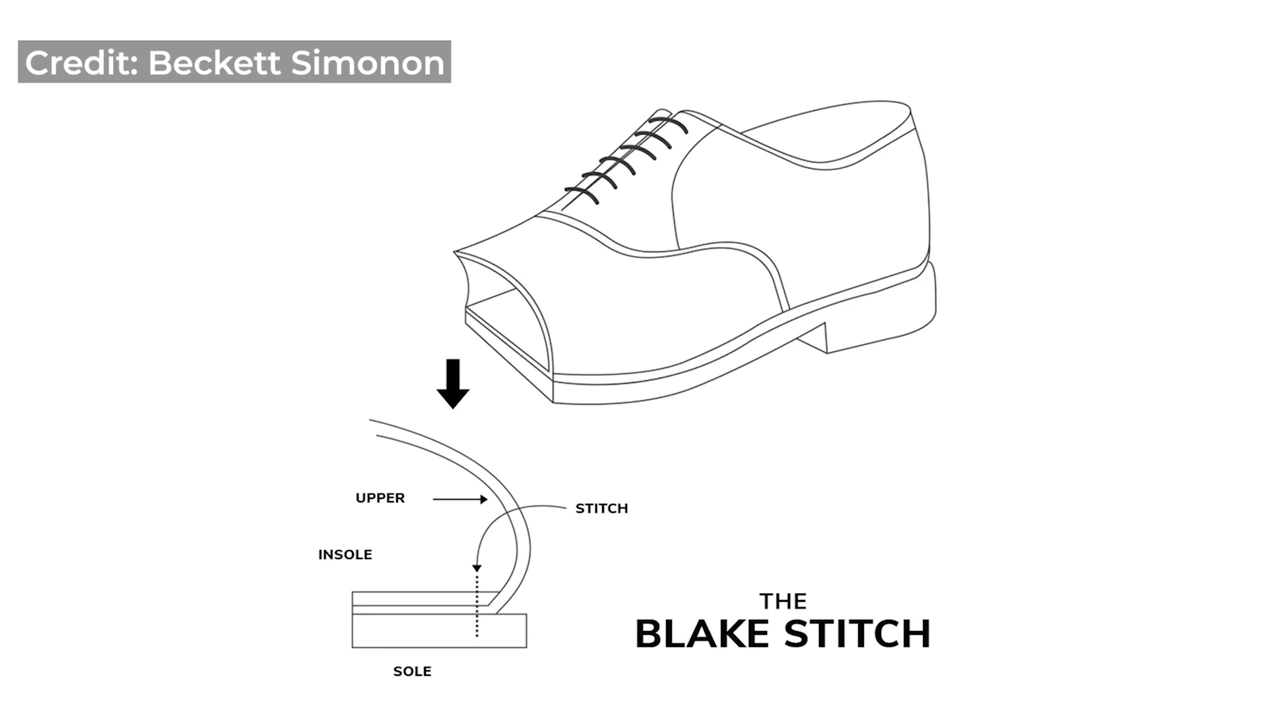 Credit: Beckett Simonon
UPPER
STITCH
INSOLE
THE
BLAKE STITCH
SOLE